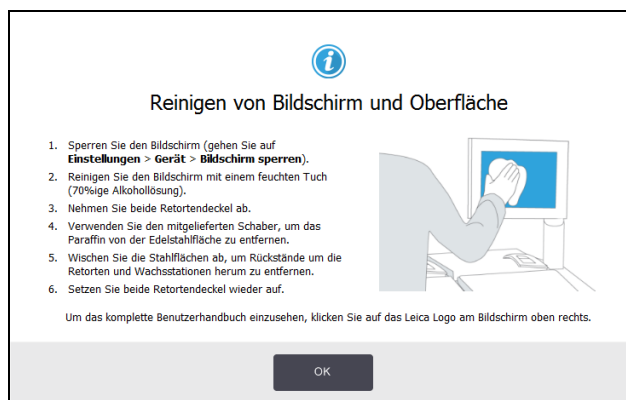 Reinigen von Bildschirm und Oberfläche
1. Sperren Sie den Bildschirm (gehen Sie auf
Einstellungen > Gerät > Bildschirm sperren).
2. Reinigen Sie den Bildschirm mit einem feuchten Tuch
(70%ige Alkohollösung).
3. Nehmen Sie beide Retortendeckel ab.
4. Verwenden Sie den mitgelieferten Schaber, um das
Paraffin von der Edelstahlfläche zu entfernen.
5. Wischen Sie die Stahlflächen ab, um Rückstände um die
Retorten und Wachsstationen herum zu entfernen.
6. Setzen Sie beide Retortendeckel wieder auf.
Um das komplette Benutzerhandbuch einzusehen, klicken Sie auf das Leica Logo am Bildschirm oben rechts.
OK